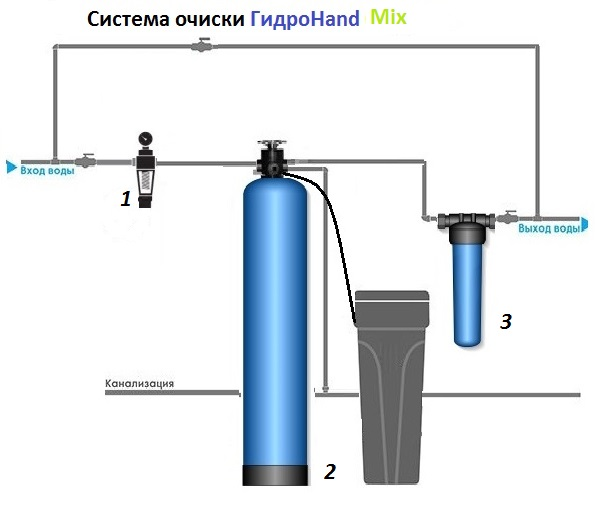 Система очиски ГидроHand Mix
Вход воды
1
Выход воды
3
Канализация
2